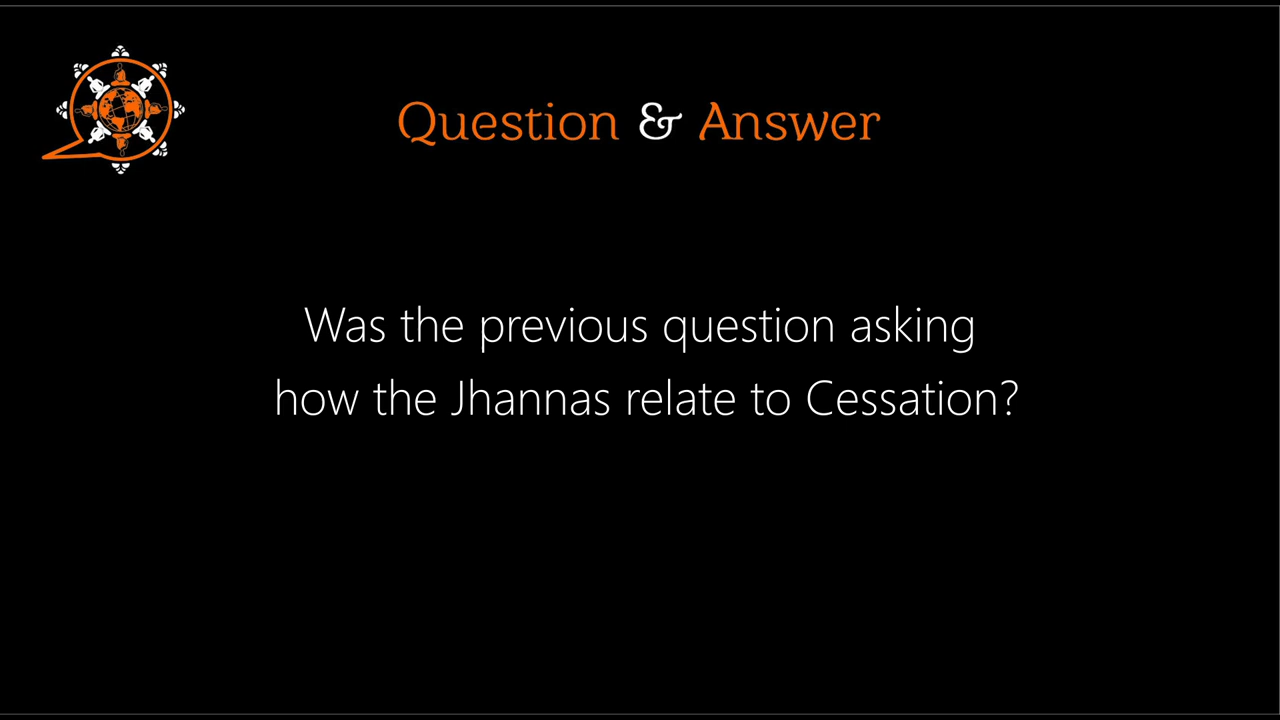 Question & Answer
Was the previous question asking
how the Jhannas relate to Cessation?